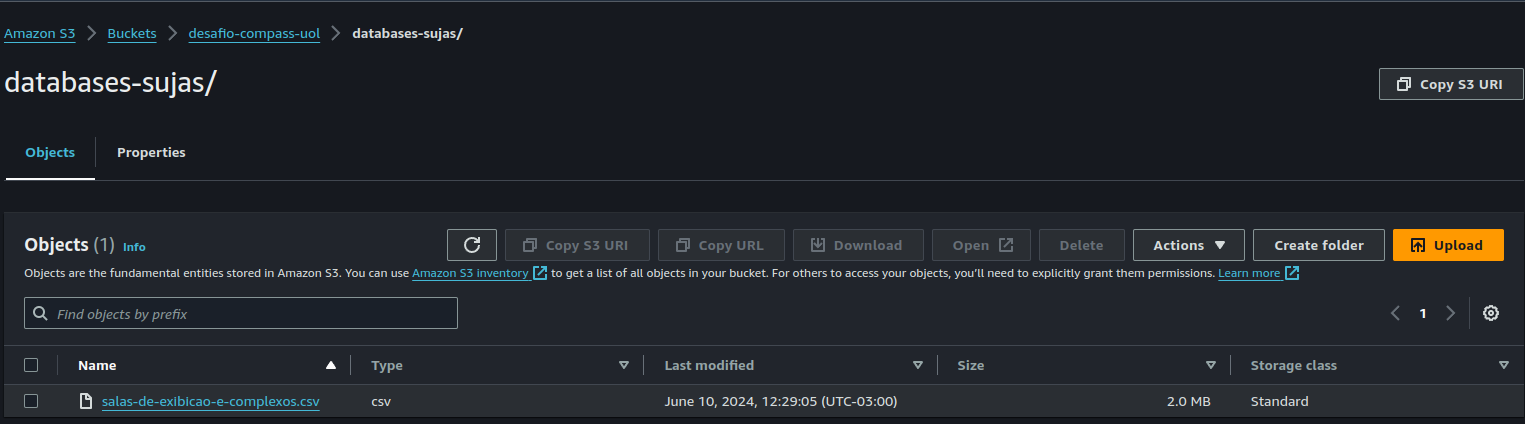 Amazon S3 > Buckets > desafio-compass-uol > databases-sujas/
databases-sujas/
Copy S3 URI
Objects Properties
Objects (1) Info
Copy S3 URI Copy URL Download Open Delete Actions Create folder Upload
Objects are the fundamental entities stored in Amazon S3. You can use Amazon S3 inventory to get a list of all objects in your bucket. For others to access your objects, you'll need to explicitly grant them permissions. Learn more
Find objects by prefix
1
Name Type Last modified Size Storage class
salas-de-exibicao-e-complexos.csv csv June 10, 2024, 12:29:05 (UTC-03:00) 2.0 MB Standard